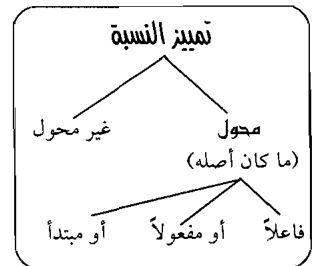 تمييز النسبة
محول غير محول
(ما كان أصله)
فاعلاً أو مفعولاً أو مبتدأ